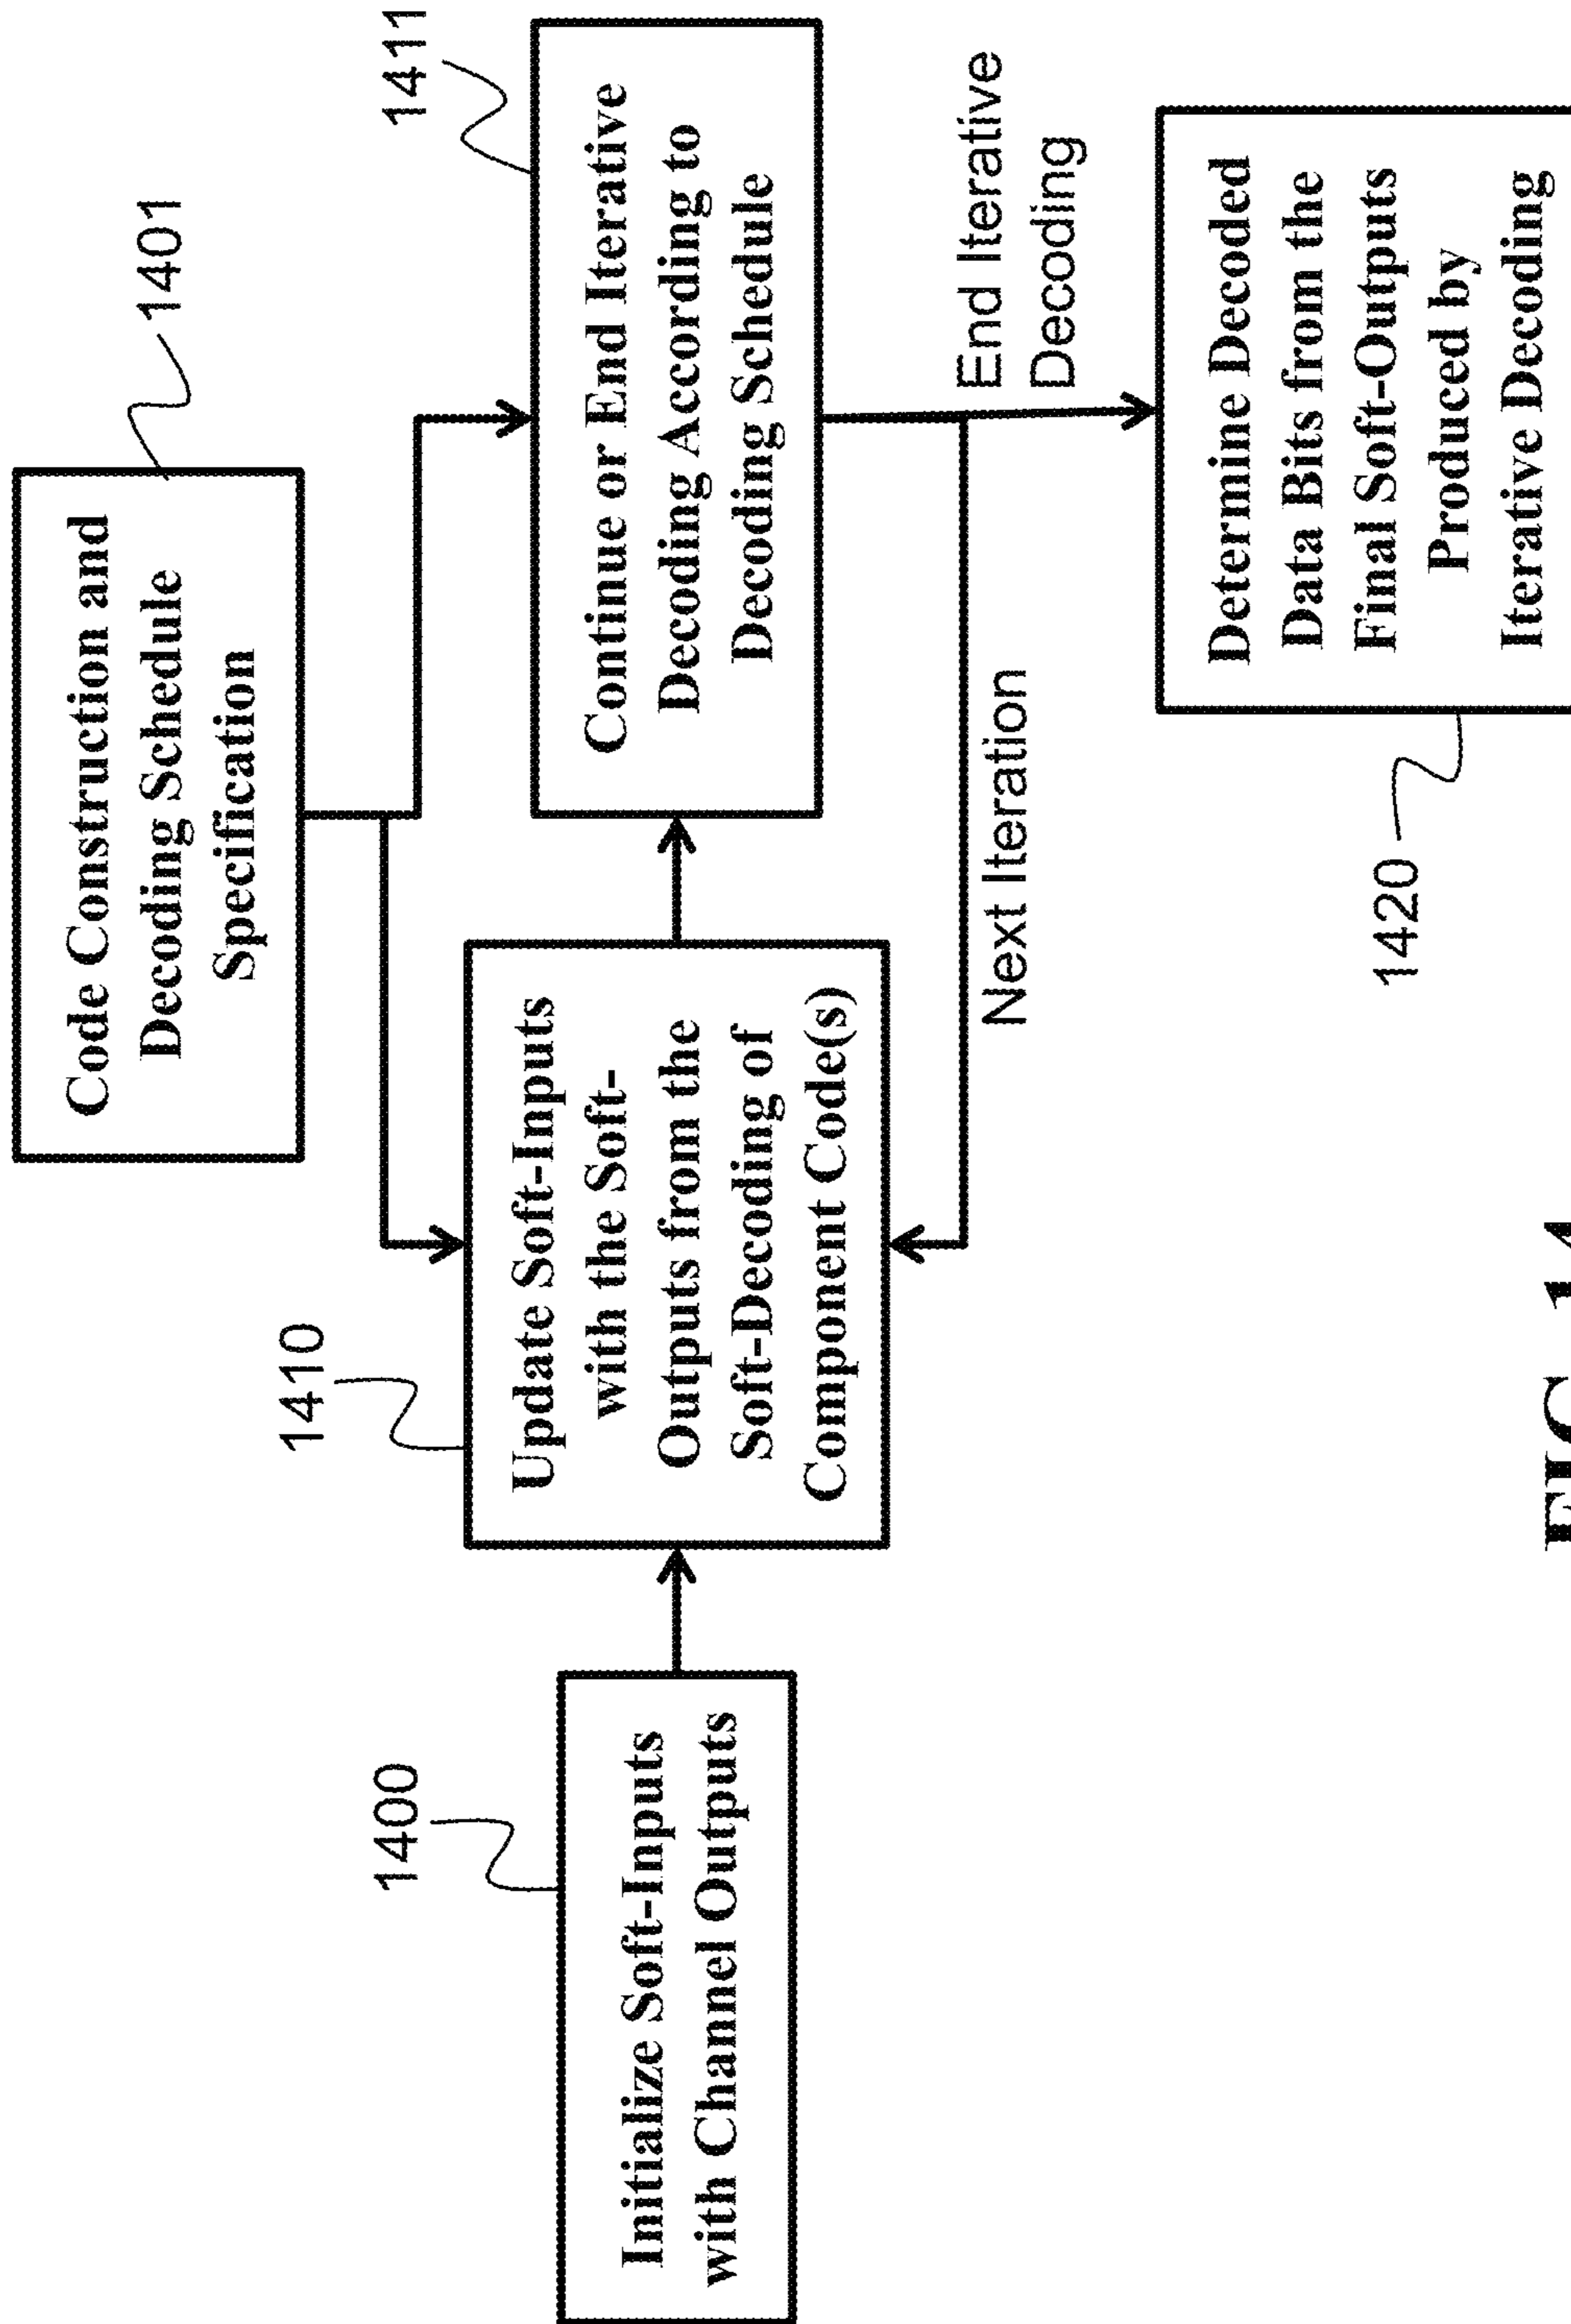 1401
Code Construction and
Decoding Schedule
Specification
1411
Continue or End Iterative
Decoding According to
Decoding Schedule
1410
Update Soft-Inputs
with the Soft-
Outputs from the
Soft-Decoding of
Component Code(s)
1400
Initialize Soft-Inputs
with Channel Outputs
Next Iteration
End Iterative
Decoding
1420
Determine Decoded
Data Bits from the
Final Soft-Outputs
Produced by
Iterative Decoding
FIG. 14